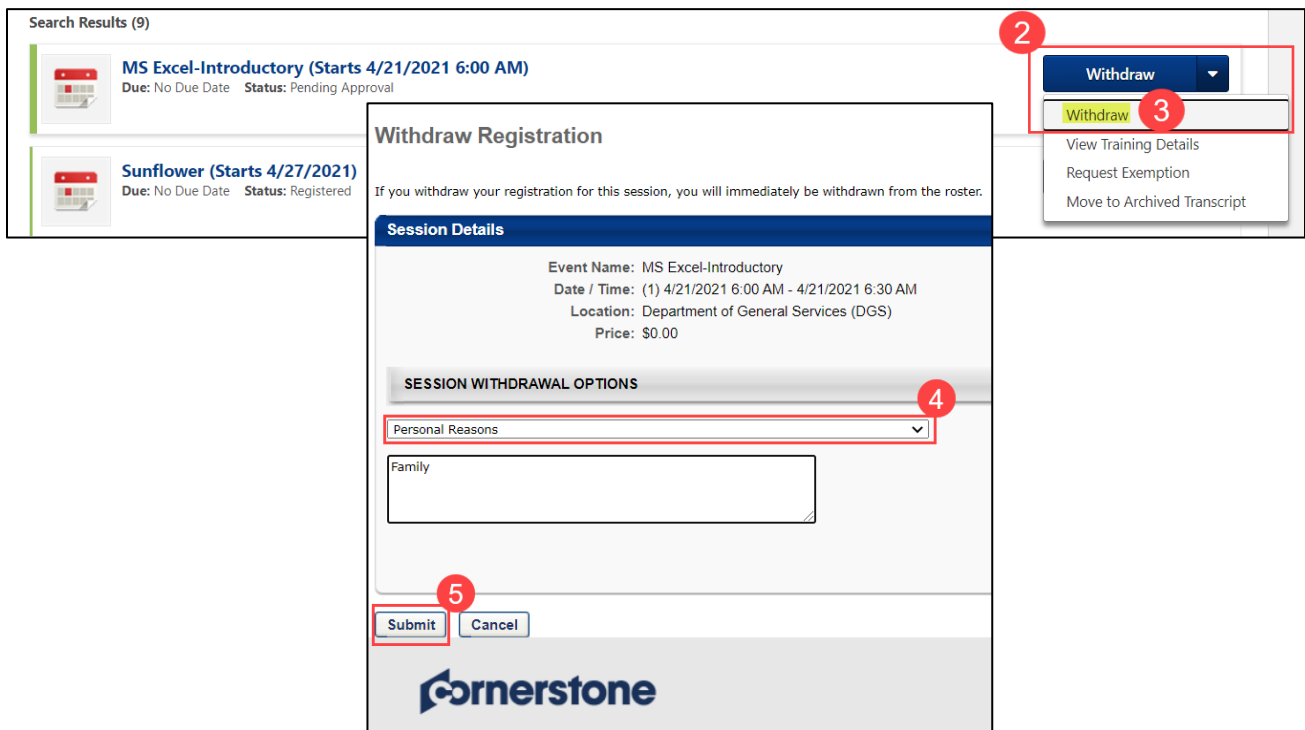 Search Results (9)
2
MS Excel-Introductory (Starts 4/21/2021 6:00 AM)
Due: No Due Date Status: Pending Approval
Withdraw
Withdraw
3
View Training Details
Request Exemption
Move to Archived Transcript
Sunflower (Starts 4/27/2021)
Due: No Due Date Status: Registered
Withdraw Registration
If you withdraw your registration for this session, you will immediately be withdrawn from the roster.
Session Details
Event Name: MS Excel-Introductory
Date / Time: (1) 4/21/2021 6:00 AM - 4/21/2021 6:30 AM
Location: Department of General Services (DGS)
Price: $0.00
SESSION WITHDRAWAL OPTIONS
4
Personal Reasons
Family
5
Submit
Cancel
cornerstone